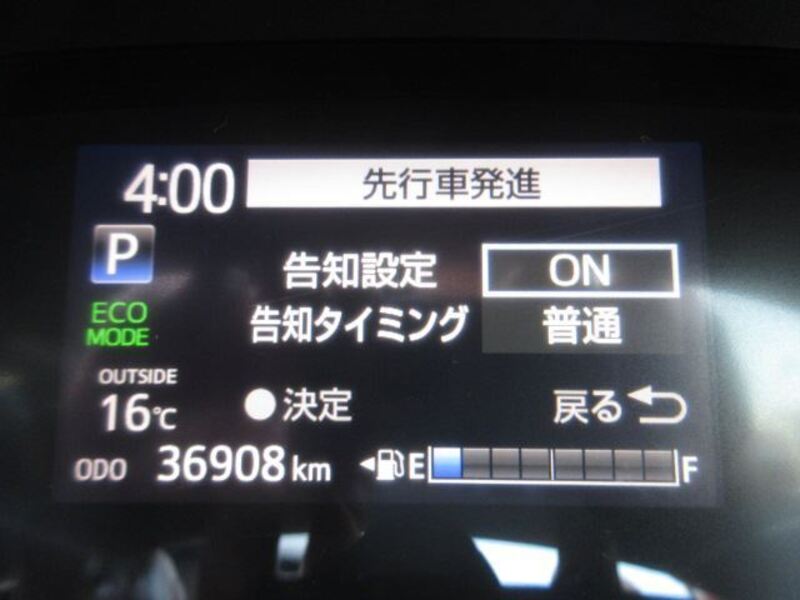 4:00 先行車発進
P 告知設定 ON
ECO
MODE
告知タイミング 普通
OUTSIDE
16℃
決定 戻る
ODO 36908 km E F